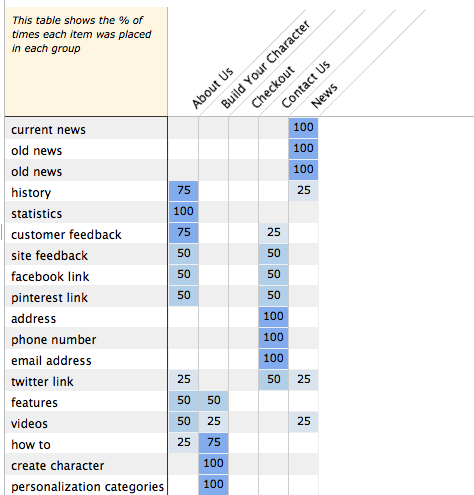 This table shows the % of
times each item was placed
in each group
About Us
Build Your Character
Checkout
Contact Us
News
current news 100
old news 100
old news 100
history 75 25
statistics 100
customer feedback 75 25
site feedback 50 50
facebook link 50 50
pinterest link 50 50
address 100
phone number 100
email address 100
twitter link 25 50 25
features 50 50
videos 50 25 25
how to 25 75
create character 100
personalization categories 100